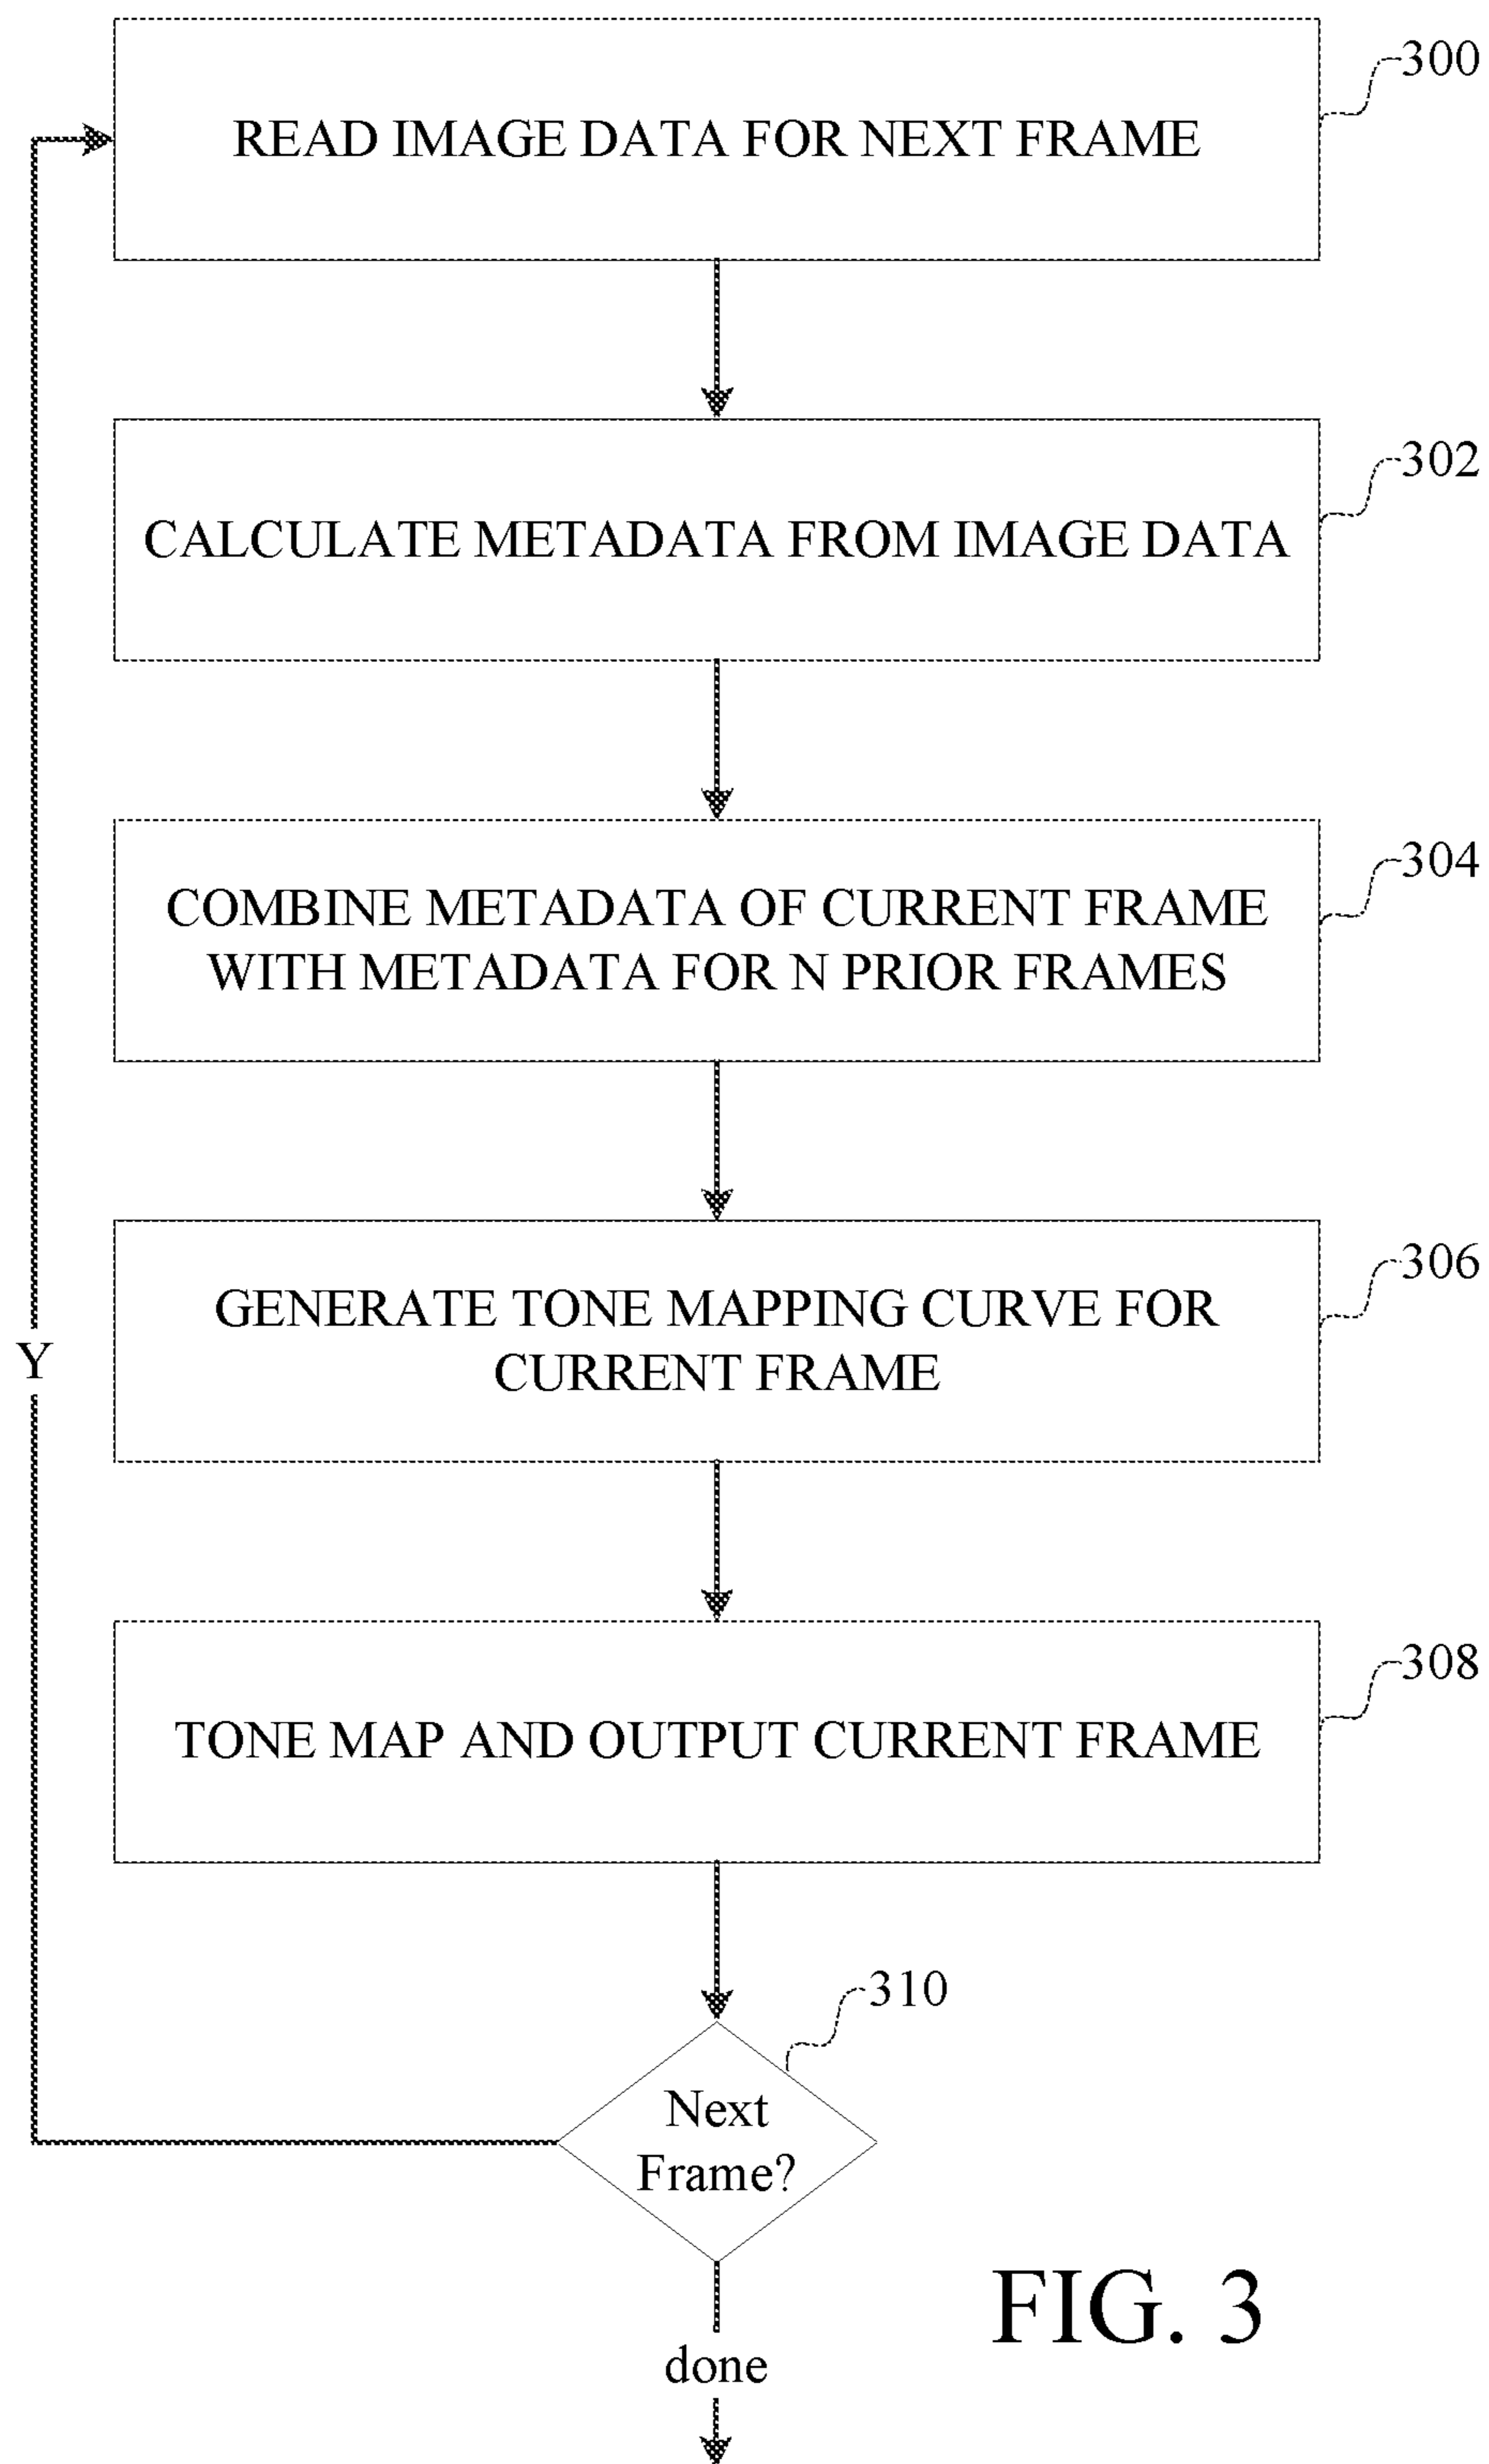 300
READ IMAGE DATA FOR NEXT FRAME
302
CALCULATE METADATA FROM IMAGE DATA
304
COMBINE METADATA OF CURRENT FRAME
WITH METADATA FOR N PRIOR FRAMES
306
GENERATE TONE MAPPING CURVE FOR
CURRENT FRAME
Y
308
TONE MAP AND OUTPUT CURRENT FRAME
310
Next
Frame?
FIG. 3
done